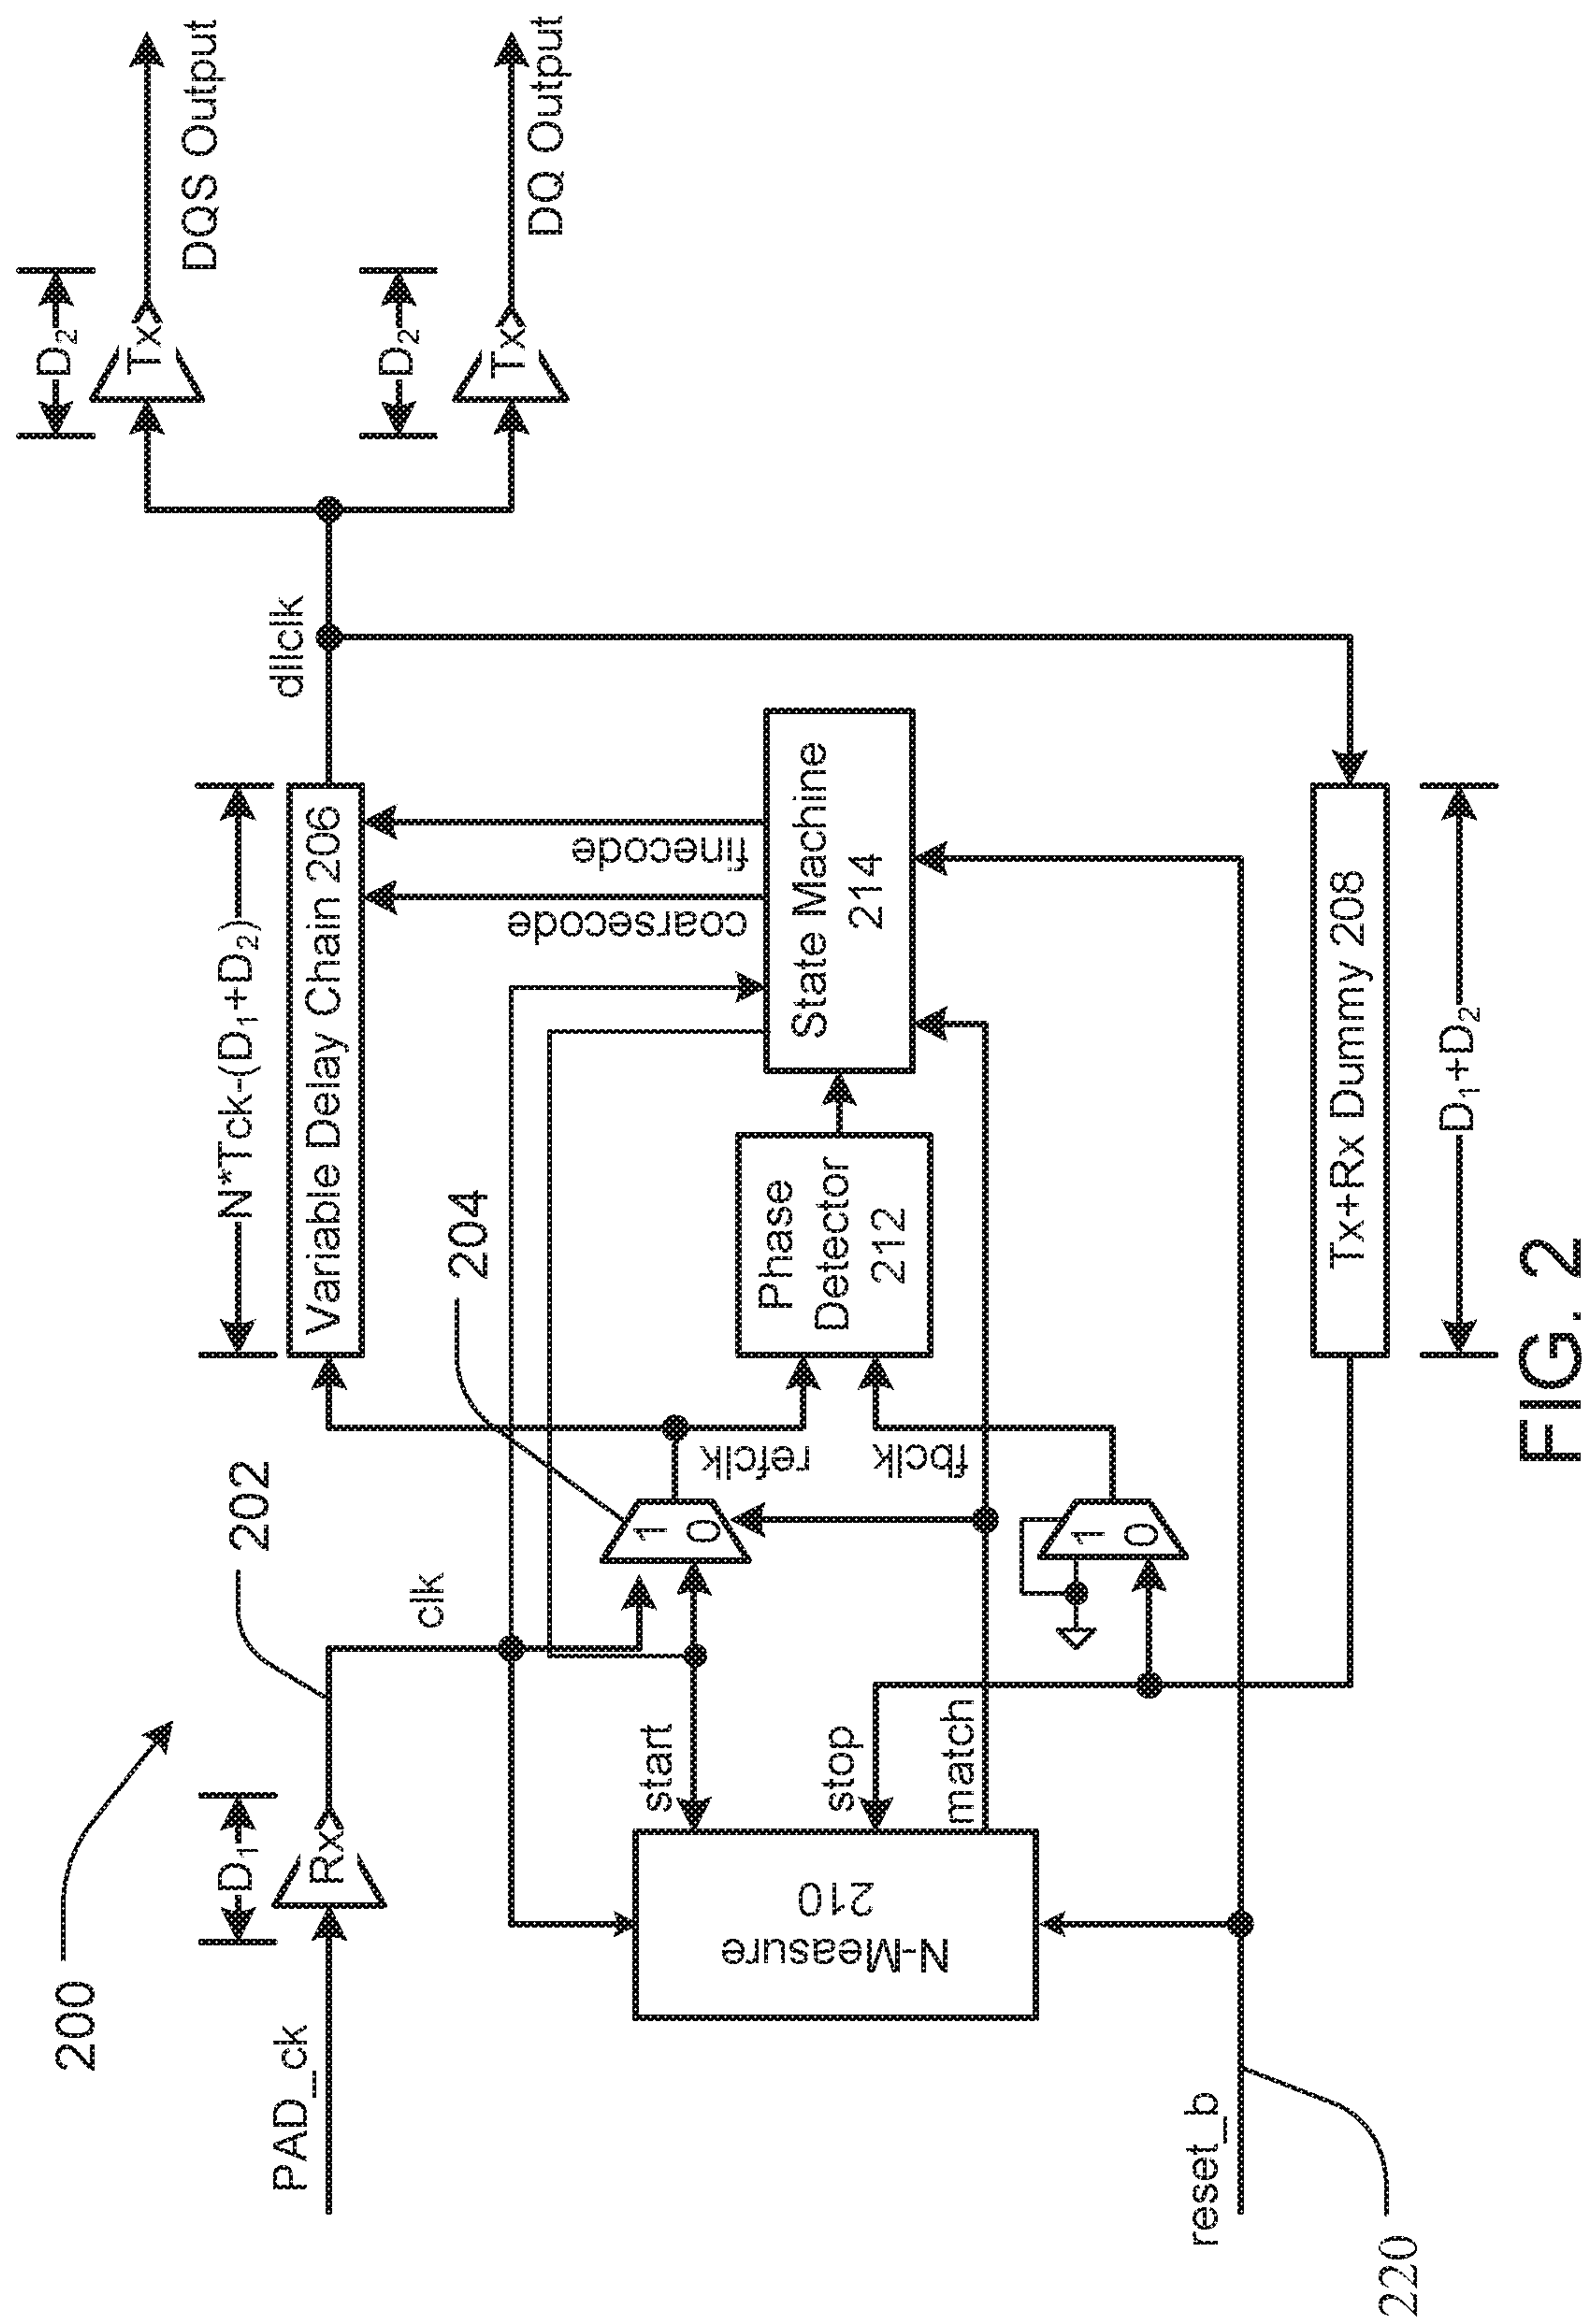 200
PAD_ck
D1
Rx
202
clk
N*Tck-(D1+D2)
Variable Delay Chain 206
dllclk
D2
Tx
DQS Output
D2
Tx
DQ Output
204
1
0
refclk
fbclk
coarsecode
finecode
start
stop
match
N-Measure
210
Phase
Detector
212
State Machine
214
1
0
reset_b
220
Tx+Rx Dummy 208
D1+D2
FIG. 2